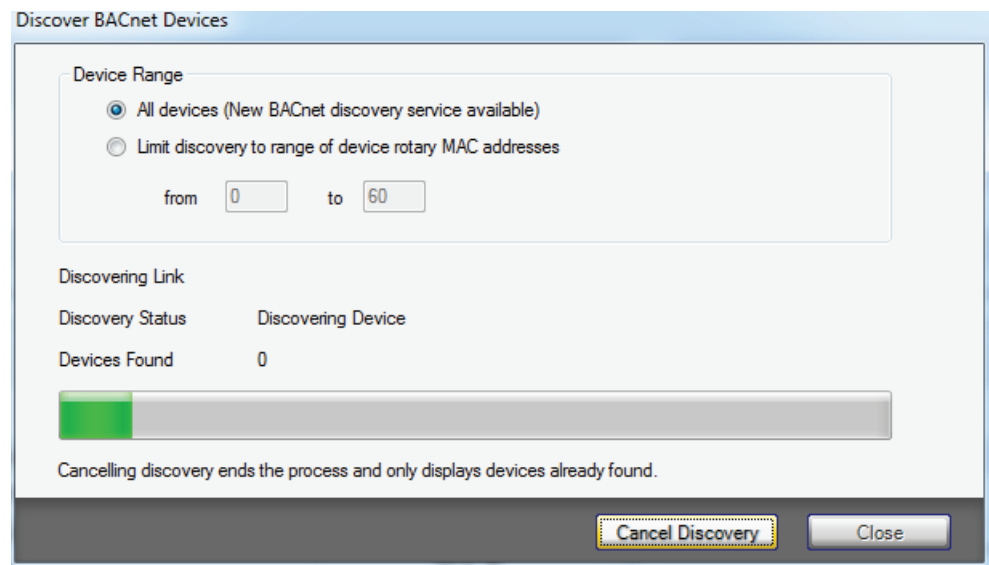 Discover BACnet Devices
Device Range
All devices (New BACnet discovery service available)
Limit discovery to range of device rotary MAC addresses
from 0 to 60
Discovering Link
Discovery Status Discovering Device
Devices Found 0
Cancelling discovery ends the process and only displays devices already found.
Cancel Discovery Close